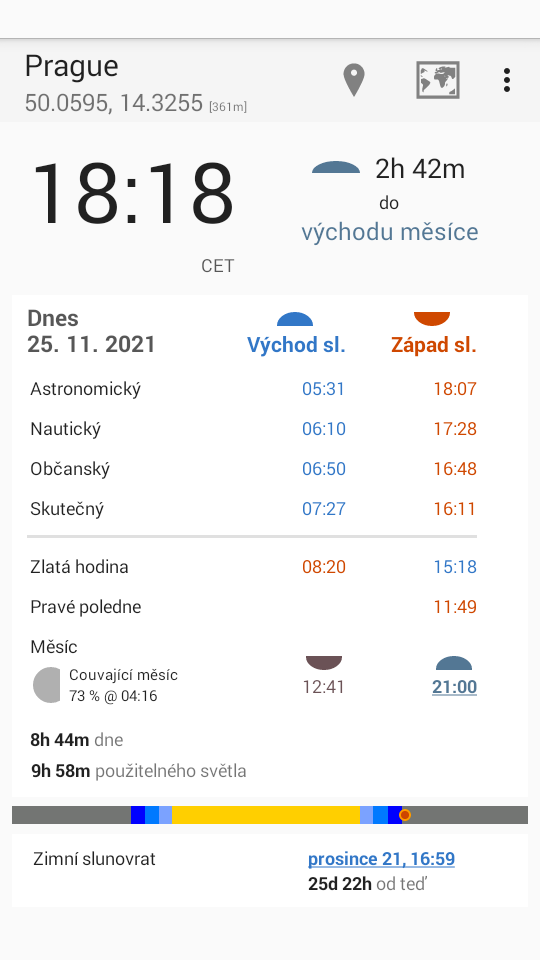 Prague
50.0595, 14.3255 [361m]
18:18
CET
2h 42m
do
východu měsíce
Dnes
25. 11. 2021
Východ sl.
Západ sl.
Astronomický 05:31 18:07
Nautický 06:10 17:28
Občanský 06:50 16:48
Skutečný 07:27 16:11
Zlatá hodina 08:20 15:18
Pravé poledne 11:49
Měsíc
Couvající měsíc
73 % @ 04:16
12:41 21:00
8h 44m dne
9h 58m použitelného světla
Zimní slunovrat prosince 21, 16:59
25d 22h od teď